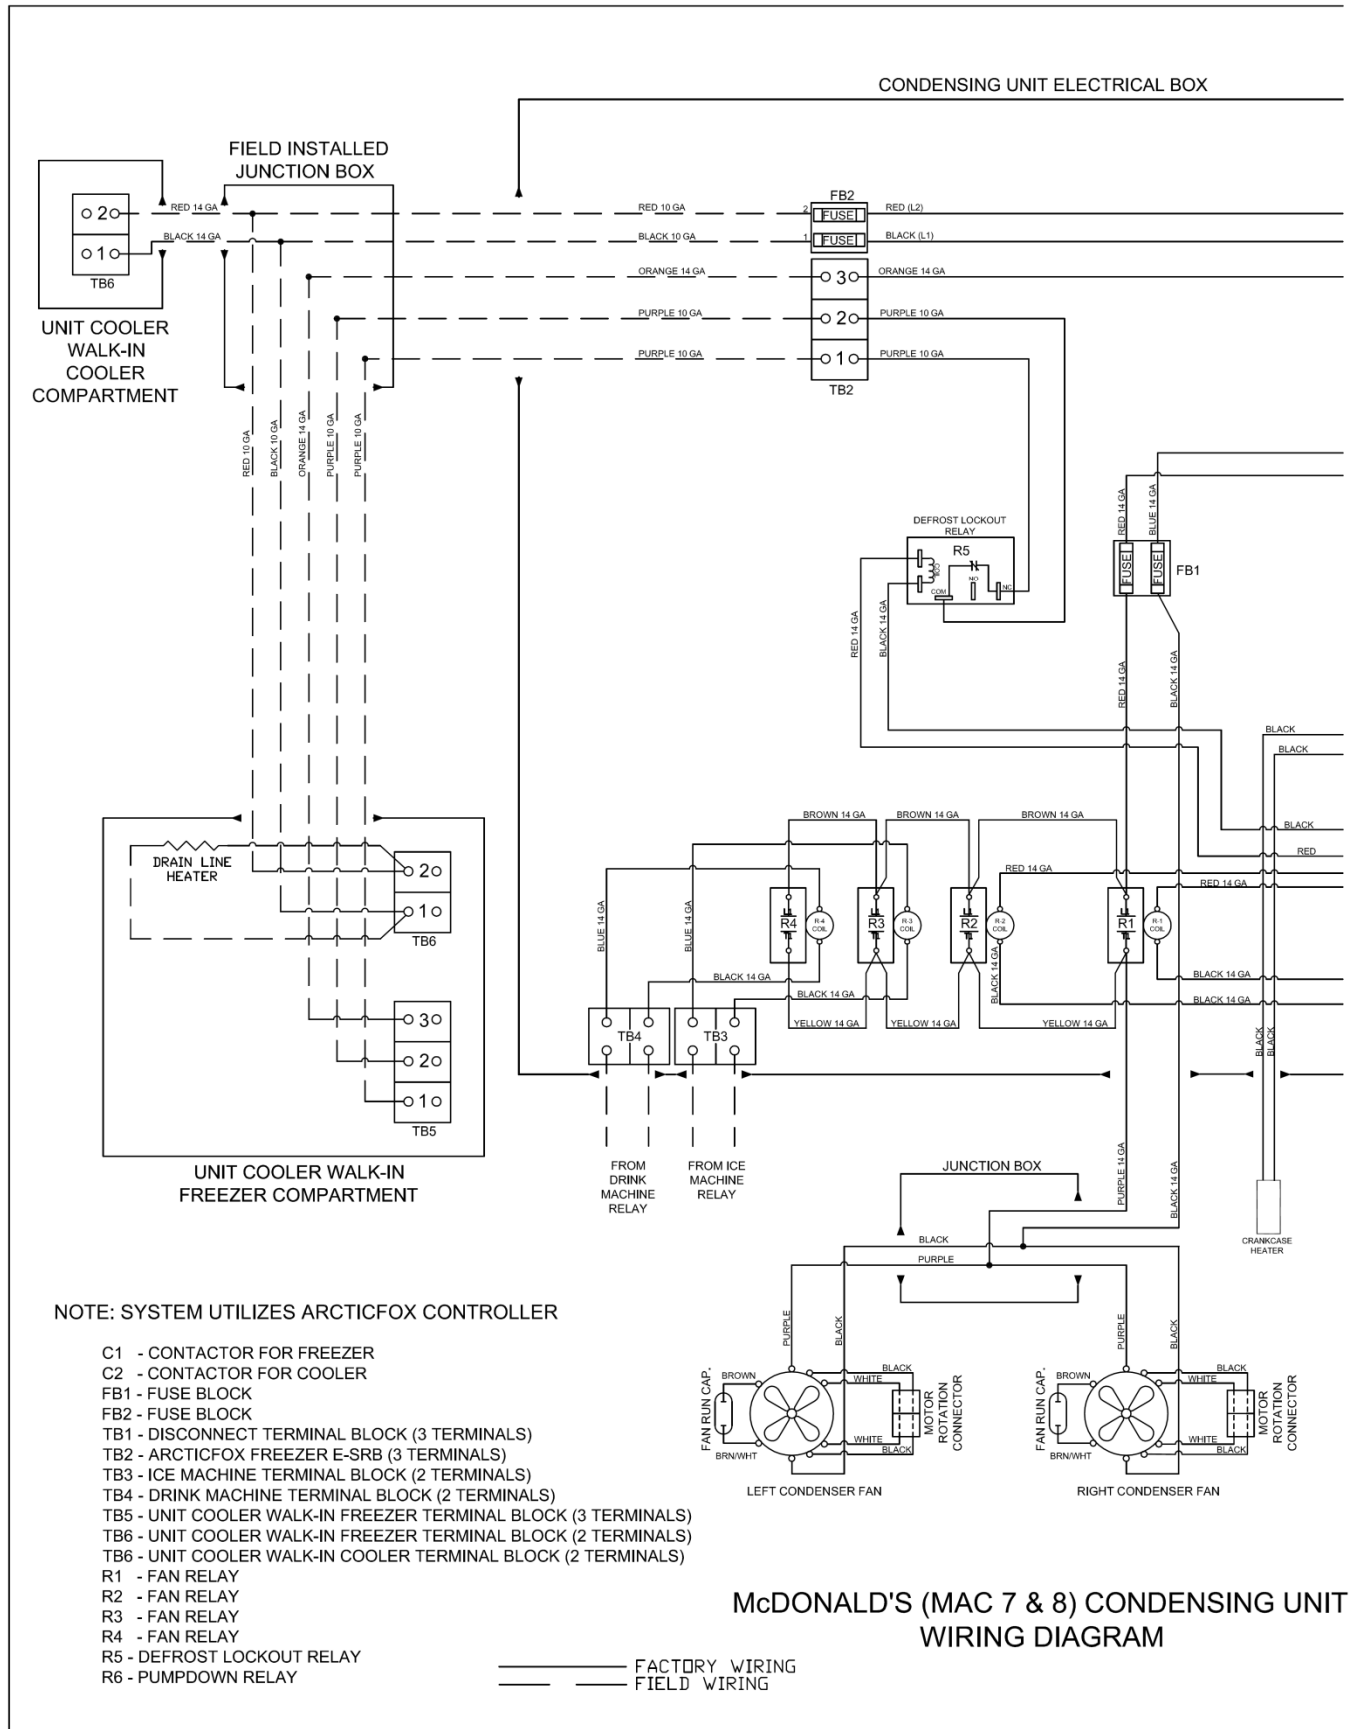 CONDENSING UNIT ELECTRICAL BOX
FIELD INSTALLED
JUNCTION BOX
2
1
TB6
UNIT COOLER
WALK-IN
COOLER
COMPARTMENT
RED 14 GA
BLACK 14 GA
RED 10 GA
BLACK 10 GA
ORANGE 14 GA
PURPLE 10 GA
PURPLE 10 GA
FB2
2
FUSE
1
FUSE
RED (L2)
BLACK (L1)
3
ORANGE 14 GA
2
PURPLE 10 GA
1
PURPLE 10 GA
TB2
RED 10 GA
BLACK 10 GA
ORANGE 14 GA
PURPLE 10 GA
PURPLE 10 GA
DEFROST LOCKOUT
RELAY
R5
COIL
COM
NO
NC
RED 14 GA
BLACK 14 GA
RED 14 GA
BLUE 14 GA
FUSE
FUSE
FB1
RED 14 GA
BLACK 14 GA
BLACK
BLACK
BLACK
RED
DRAIN LINE
HEATER
2
1
TB6
3
2
1
TB5
UNIT COOLER WALK-IN
FREEZER COMPARTMENT
BROWN 14 GA
BROWN 14 GA
BROWN 14 GA
RED 14 GA
RED 14 GA
BLUE 14 GA
BLUE 14 GA
L1
R4
T1
R-4
COIL
L1
R3
T1
R-3
COIL
L1
R2
T1
R-2
COIL
L1
R1
T1
R-1
COIL
BLACK 14 GA
BLACK 14 GA
BLACK 14 GA
BLACK 14 GA
BLACK 14 GA
YELLOW 14 GA
YELLOW 14 GA
YELLOW 14 GA
TB4
TB3
BLACK
BLACK
FROM
DRINK
MACHINE
RELAY
FROM ICE
MACHINE
RELAY
JUNCTION BOX
PURPLE 14 GA
BLACK 14 GA
CRANKCASE
HEATER
BLACK
PURPLE
PURPLE
BLACK
PURPLE
BLACK
FAN RUN CAP.
BROWN
BRN/WHT
BLACK
WHITE
WHITE
BLACK
MOTOR
ROTATION
CONNECTOR
LEFT CONDENSER FAN
FAN RUN CAP.
BROWN
BRN/WHT
BLACK
WHITE
WHITE
BLACK
MOTOR
ROTATION
CONNECTOR
RIGHT CONDENSER FAN
NOTE: SYSTEM UTILIZES ARCTICFOX CONTROLLER
C1 - CONTACTOR FOR FREEZER
C2 - CONTACTOR FOR COOLER
FB1 - FUSE BLOCK
FB2 - FUSE BLOCK
TB1 - DISCONNECT TERMINAL BLOCK (3 TERMINALS)
TB2 - ARCTICFOX FREEZER E-SRB (3 TERMINALS)
TB3 - ICE MACHINE TERMINAL BLOCK (2 TERMINALS)
TB4 - DRINK MACHINE TERMINAL BLOCK (2 TERMINALS)
TB5 - UNIT COOLER WALK-IN FREEZER TERMINAL BLOCK (3 TERMINALS)
TB6 - UNIT COOLER WALK-IN FREEZER TERMINAL BLOCK (2 TERMINALS)
TB6 - UNIT COOLER WALK-IN COOLER TERMINAL BLOCK (2 TERMINALS)
R1 - FAN RELAY
R2 - FAN RELAY
R3 - FAN RELAY
R4 - FAN RELAY
R5 - DEFROST LOCKOUT RELAY
R6 - PUMPDOWN RELAY
McDONALD'S (MAC 7 & 8) CONDENSING UNIT
WIRING DIAGRAM
FACTORY WIRING
FIELD WIRING